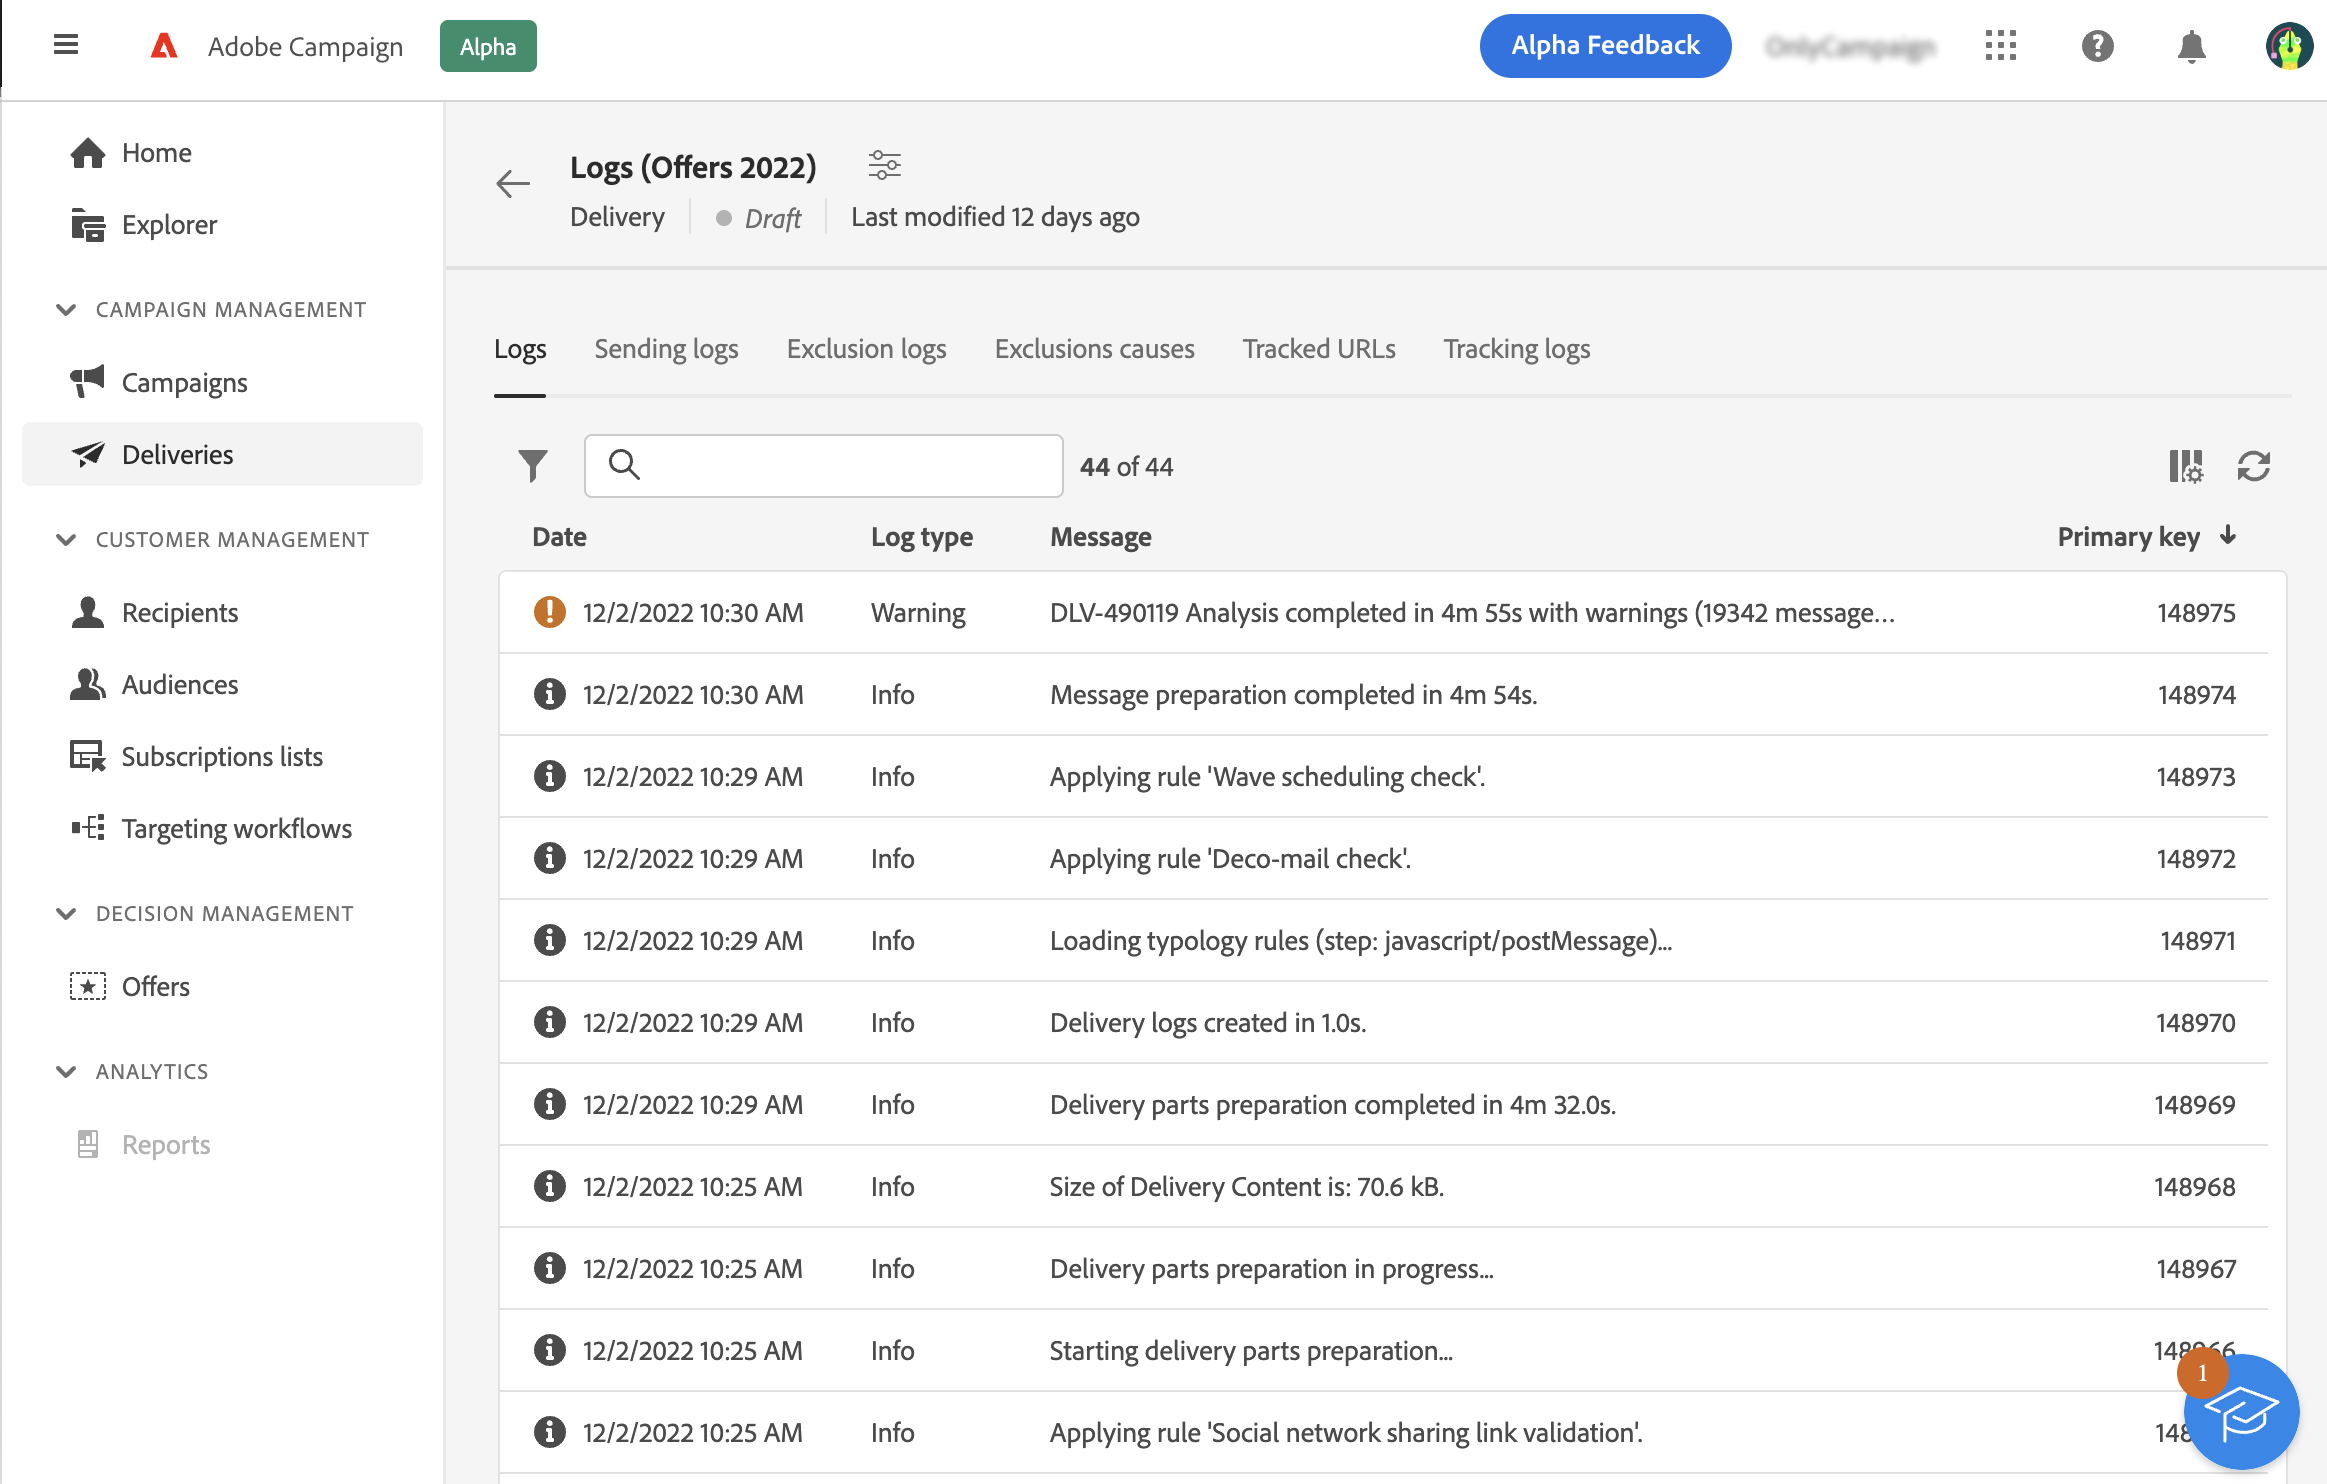 Adobe Campaign
Alpha
Alpha Feedback
Home
Explorer
CAMPAIGN MANAGEMENT
Campaigns
Deliveries
CUSTOMER MANAGEMENT
Recipients
Audiences
Subscriptions lists
Targeting workflows
DECISION MANAGEMENT
Offers
ANALYTICS
Reports
Logs (Offers 2022)
Delivery Draft Last modified 12 days ago
Logs Sending logs Exclusion logs Exclusions causes Tracked URLs Tracking logs
44 of 44
Date Log type Message Primary key
12/2/2022 10:30 AM Warning DLV-490119 Analysis completed in 4m 55s with warnings (19342 message... 148975
12/2/2022 10:30 AM Info Message preparation completed in 4m 54s. 148974
12/2/2022 10:29 AM Info Applying rule 'Wave scheduling check'. 148973
12/2/2022 10:29 AM Info Applying rule 'Deco-mail check'. 148972
12/2/2022 10:29 AM Info Loading typology rules (step: javascript/postMessage)... 148971
12/2/2022 10:29 AM Info Delivery logs created in 1.0s. 148970
12/2/2022 10:29 AM Info Delivery parts preparation completed in 4m 32.0s. 148969
12/2/2022 10:25 AM Info Size of Delivery Content is: 70.6 kB. 148968
12/2/2022 10:25 AM Info Delivery parts preparation in progress... 148967
12/2/2022 10:25 AM Info Starting delivery parts preparation... 148966
12/2/2022 10:25 AM Info Applying rule 'Social network sharing link validation'.
1